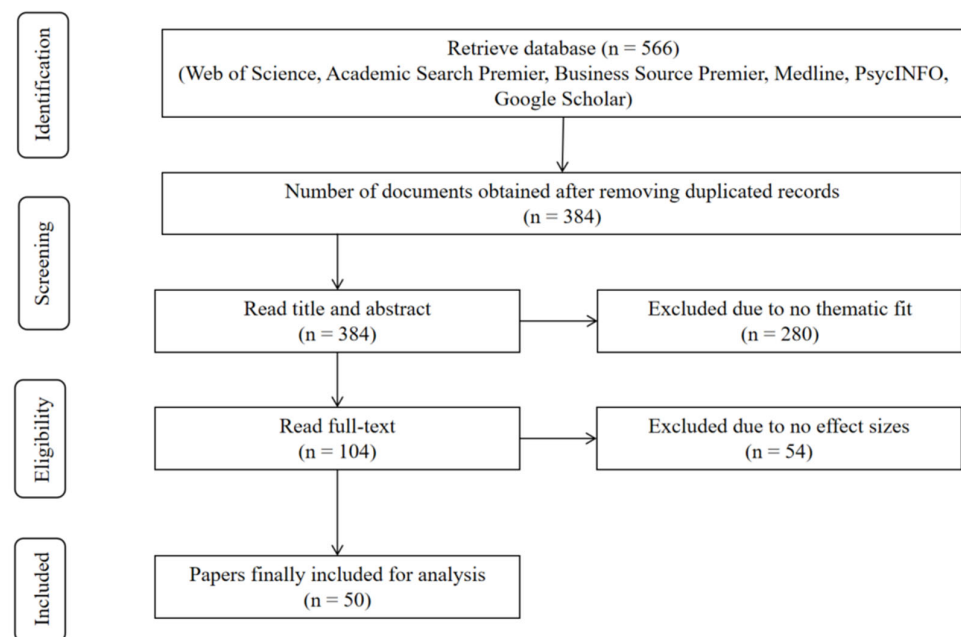 Identification
Retrieve database (n = 566)
(Web of Science, Academic Search Premier, Business Source Premier, Medline, PsycINFO,
Google Scholar)
Screening
Number of documents obtained after removing duplicated records
(n = 384)
Read title and abstract
(n = 384)
Excluded due to no thematic fit
(n = 280)
Eligibility
Read full-text
(n = 104)
Excluded due to no effect sizes
(n = 54)
Included
Papers finally included for analysis
(n = 50)